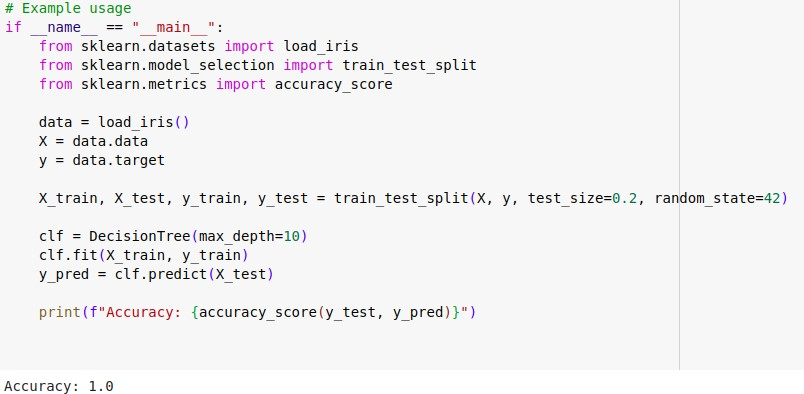 # Example usage
if __name__ == "__main__":
    from sklearn.datasets import load_iris
    from sklearn.model_selection import train_test_split
    from sklearn.metrics import accuracy_score
    data = load_iris()
    X = data.data
    y = data.target
    X_train, X_test, y_train, y_test = train_test_split(X, y, test_size=0.2, random_state=42)
    clf = DecisionTree(max_depth=10)
    clf.fit(X_train, y_train)
    y_pred = clf.predict(X_test)
    print(f"Accuracy: {accuracy_score(y_test, y_pred)}")
Accuracy: 1.0